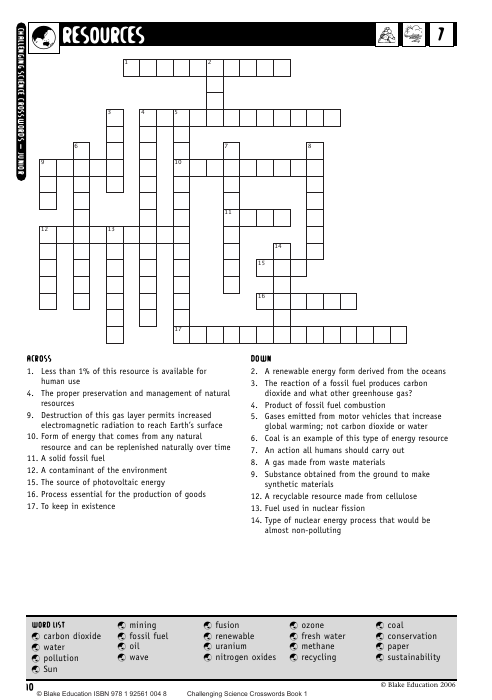 RESOURCES
7
CHALLENGING SCIENCE CROSSWORDS – JUNIOR
1 2
3 4 5
6 7 8
9 10
11
12 13
14
15
16
17
ACROSS
1. Less than 1% of this resource is available for
human use
4. The proper preservation and management of natural
resources
9. Destruction of this gas layer permits increased
electromagnetic radiation to reach Earth's surface
10. Form of energy that comes from any natural
resource and can be replenished naturally over time
11. A solid fossil fuel
12. A contaminant of the environment
15. The source of photovoltaic energy
16. Process essential for the production of goods
17. To keep in existence
DOWN
2. A renewable energy form derived from the oceans
3. The reaction of a fossil fuel produces carbon
dioxide and what other greenhouse gas?
4. Product of fossil fuel combustion
5. Gases emitted from motor vehicles that increase
global warming; not carbon dioxide or water
6. Coal is an example of this type of energy resource
7. An action all humans should carry out
8. A gas made from waste materials
9. Substance obtained from the ground to make
synthetic materials
12. A recyclable resource made from cellulose
13. Fuel used in nuclear fission
14. Type of nuclear energy process that would be
almost non-polluting
WORD LIST
carbon dioxide
water
pollution
Sun
mining
fossil fuel
oil
wave
fusion
renewable
uranium
nitrogen oxides
ozone
fresh water
methane
recycling
coal
conservation
paper
sustainability
10
© Blake Education 2006
© Blake Education ISBN 978 1 92561 004 8 Challenging Science Crosswords Book 1